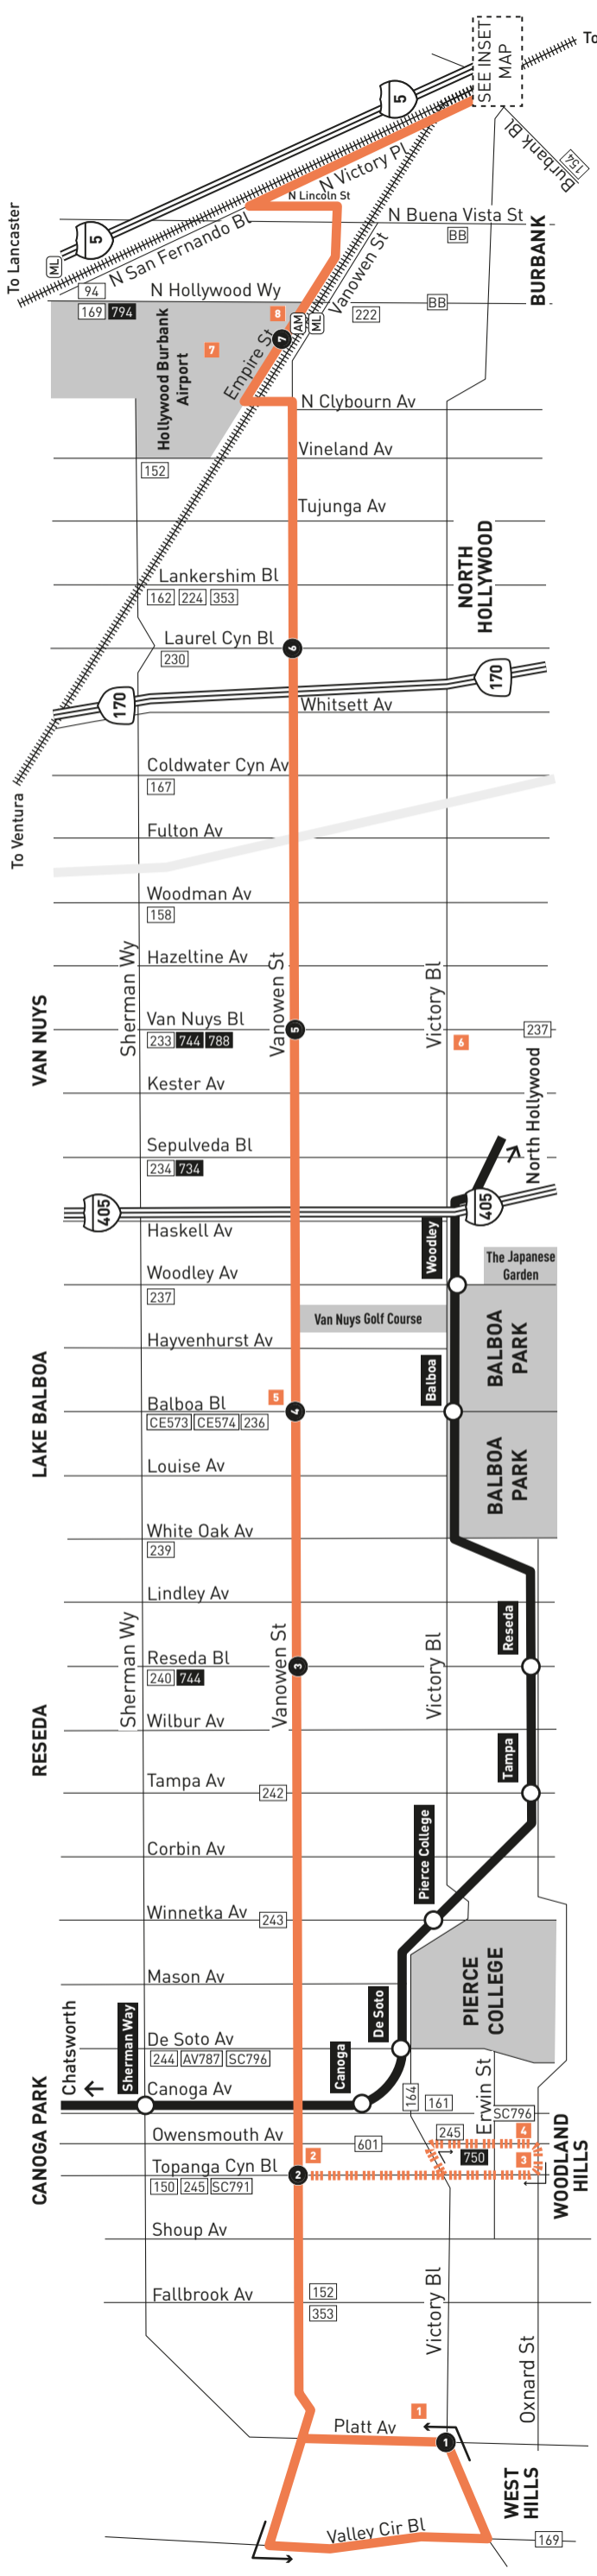 To
SEE INSET
MAP
5
Burbank Bl
154
N Victory Pl
N Lincoln St
To Lancaster
5
ML
N San Fernando Bl
N Buena Vista St
BB
BURBANK
Vanowen St
94
N Hollywood Wy
BB
169 794
8
AM
ML
222
7
7
Hollywood Burbank
Airport
Empire St
N Clybourn Av
Vineland Av
152
Tujunga Av
NORTH
HOLLYWOOD
Lankershim Bl
162 224 353
Laurel Cyn Bl
6
230
170
170
Whitsett Av
Coldwater Cyn Av
167
To Ventura
Fulton Av
Woodman Av
158
Hazeltine Av
Sherman Wy
Vanowen St
Victory Bl
VAN NUYS
Van Nuys Bl
5
237
233 744 788
6
Kester Av
North Hollywood
Sepulveda Bl
234 734
405
405
Haskell Av
Woodley
The Japanese
Garden
Woodley Av
237
Van Nuys Golf Course
BALBOA
PARK
Hayvenhurst Av
LAKE BALBOA
Balboa
5
Balboa Bl
4
CE573 CE574 236
Louise Av
BALBOA
PARK
White Oak Av
239
Lindley Av
Sherman Wy
Vanowen St
Victory Bl
Reseda
Reseda Bl
3
240 744
RESEDA
Wilbur Av
Tampa
Tampa Av
242
Corbin Av
Pierce College
Winnetka Av
243
PIERCE
COLLEGE
Mason Av
De Soto
Chatsworth
Sherman Way
De Soto Av
244 AV787 SC796
Canoga
Erwin St
CANOGA PARK
Canoga Av
164
161
SC796
Owensmouth Av
245
4
601
2
750
3
WOODLAND
HILLS
Topanga Cyn Bl
2
150 245 SC791
Shoup Av
Fallbrook Av
152
353
Victory Bl
Oxnard St
1
Platt Av
1
WEST
HILLS
Valley Cir Bl
169